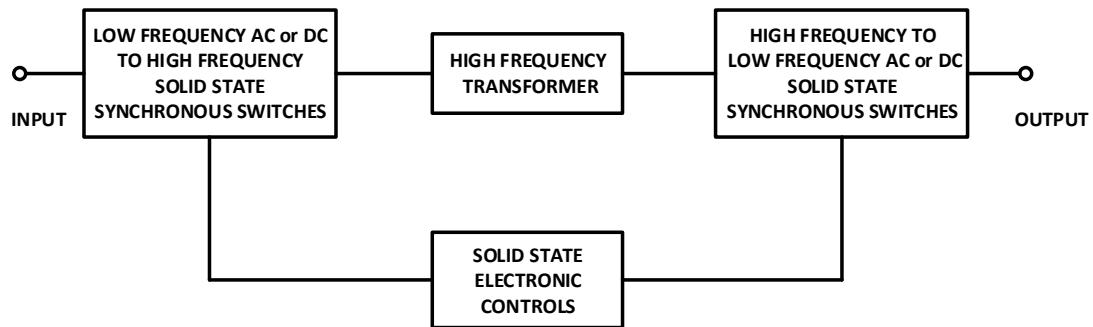 LOW FREQUENCY AC or DC
TO HIGH FREQUENCY
SOLID STATE
SYNCHRONOUS SWITCHES
HIGH FREQUENCY
TRANSFORMER
HIGH FREQUENCY TO
LOW FREQUENCY AC or DC
SOLID STATE
SYNCHRONOUS SWITCHES
INPUT
OUTPUT
SOLID STATE
ELECTRONIC
CONTROLS